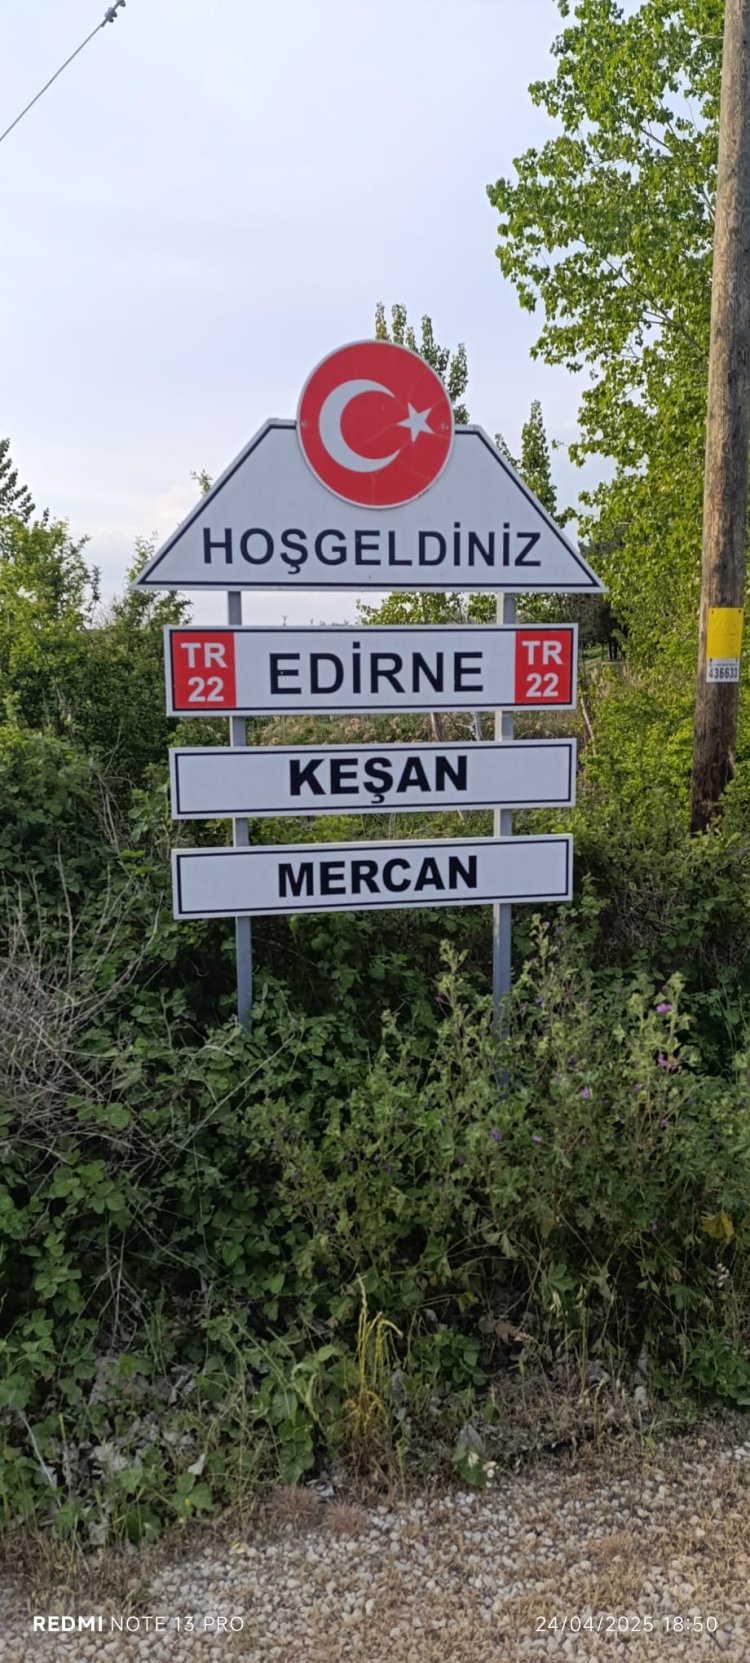 HOŞGELDİNİZ
TR 22 EDİRNE TR 22
KEŞAN
MERCAN
436633
REDMI NOTE 13 PRO
24/04/2025 18:50